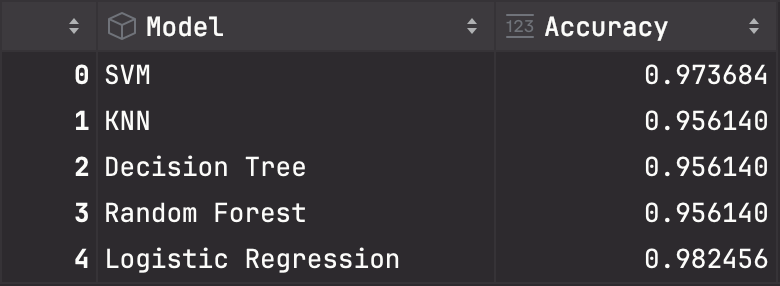 Model 123 Accuracy
0 SVM 0.973684
1 KNN 0.956140
2 Decision Tree 0.956140
3 Random Forest 0.956140
4 Logistic Regression 0.982456